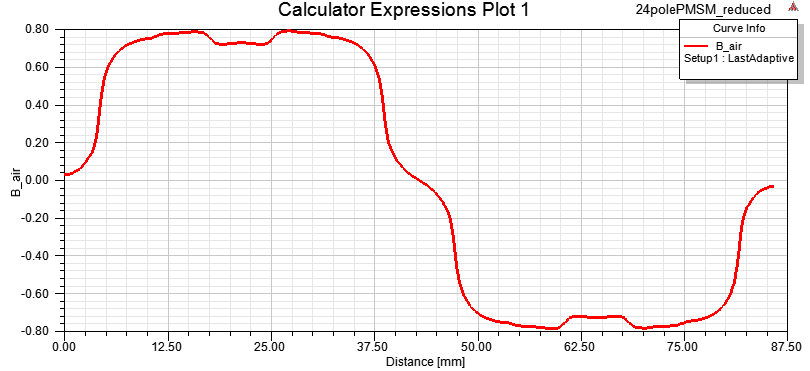 Calculator Expressions Plot 1
24polePMSM_reduced
Curve Info
B_air
Setup1 : LastAdaptive
0.80
0.60
0.40
0.20
0.00
-0.20
-0.40
-0.60
-0.80
B_air
0.00 12.50 25.00 37.50 50.00 62.50 75.00 87.50
Distance [mm]